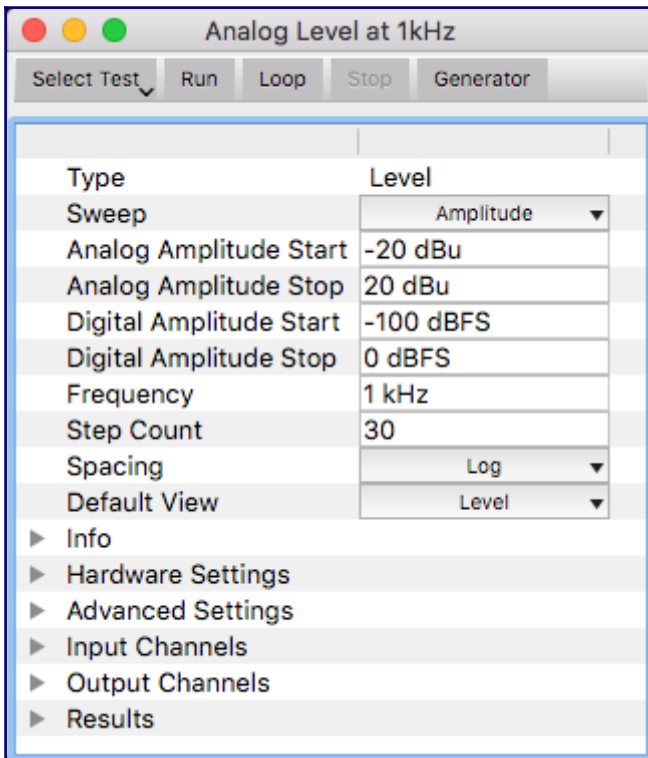 Analog Level at 1kHz
Select Test Run Loop Stop Generator
Type Level
Sweep Amplitude
Analog Amplitude Start -20 dBu
Analog Amplitude Stop 20 dBu
Digital Amplitude Start -100 dBFS
Digital Amplitude Stop 0 dBFS
Frequency 1 kHz
Step Count 30
Spacing Log
Default View Level
Info
Hardware Settings
Advanced Settings
Input Channels
Output Channels
Results